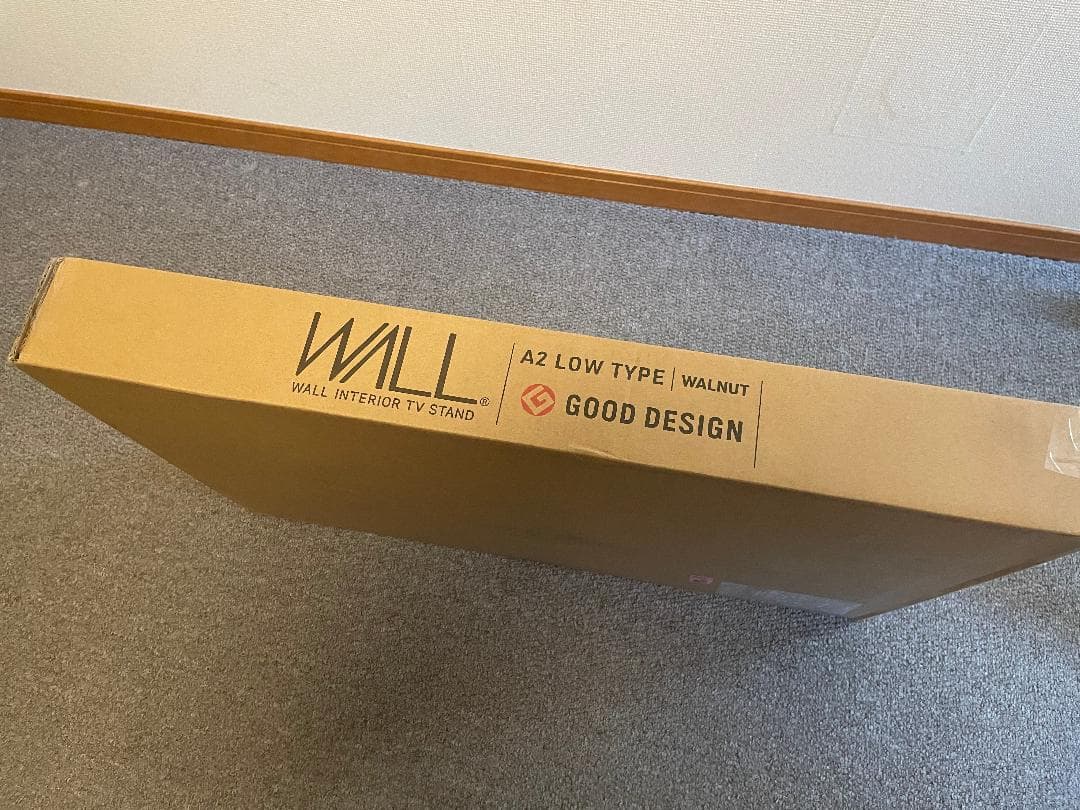 WALL®
WALL INTERIOR TV STAND
A2 LOW TYPE | WALNUT
GOOD DESIGN